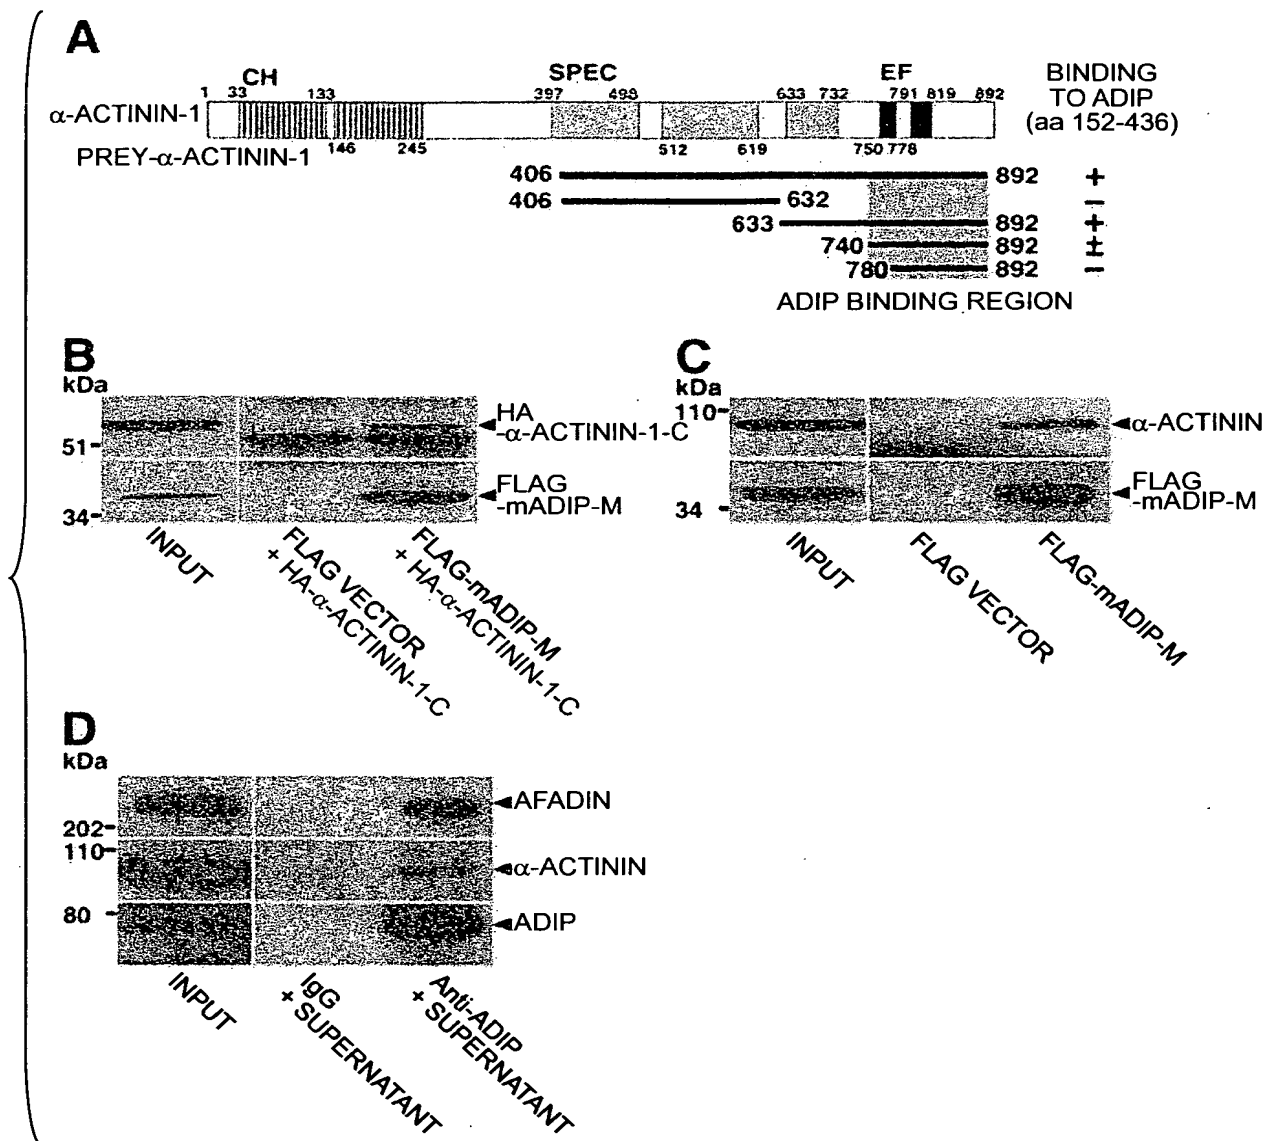 A
CH
SPEC
EF
BINDING
TO ADIP
(aa 152-436)
1 33 133 397 498 633 732 791 819 892
α-ACTININ-1
146 245 512 619 750 778
PREY-α-ACTININ-1
406 892 +
406 632 –
633 892 +
740 892 ±
780 892 –
ADIP BINDING REGION
B
kDa
HA
-α-ACTININ-1-C
51
FLAG
-mADIP-M
34
INPUT
FLAG VECTOR
+ HA-α-ACTININ-1-C
FLAG-mADIP-M
+ HA-α-ACTININ-1-C
C
kDa
110
α-ACTININ
FLAG
-mADIP-M
34
INPUT
FLAG VECTOR
FLAG-mADIP-M
D
kDa
AFADIN
202
110
α-ACTININ
80
ADIP
INPUT
IgG
+ SUPERNATANT
Anti-ADIP
+ SUPERNATANT